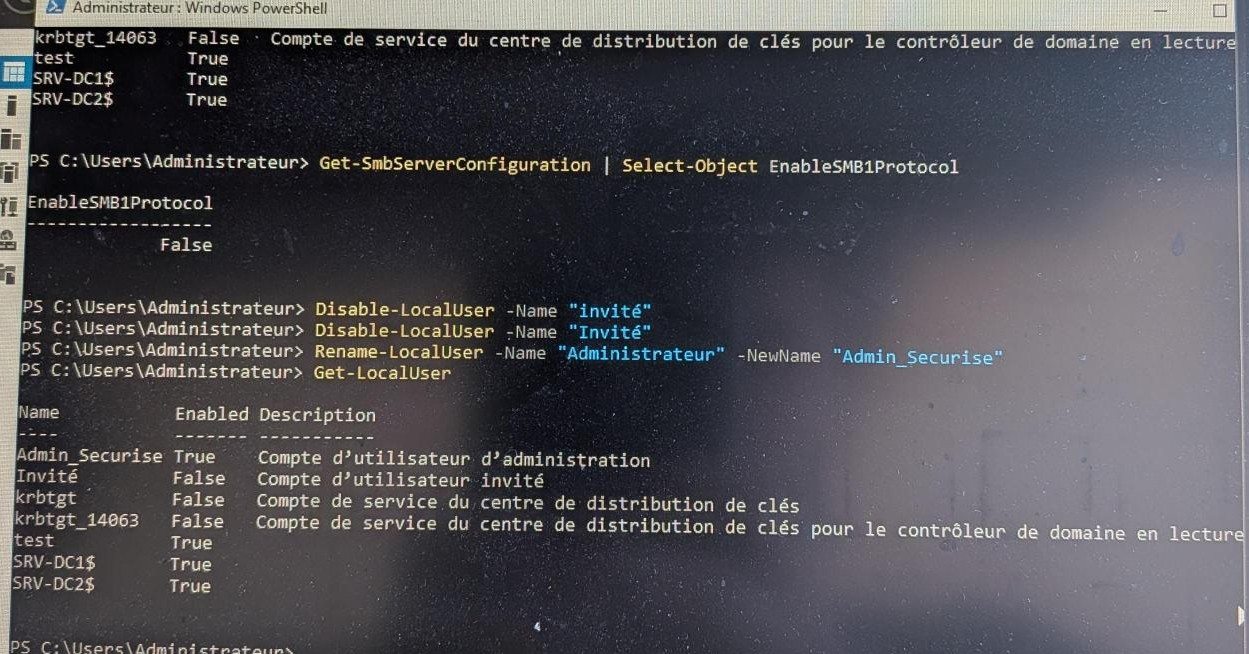 Administrateur : Windows PowerShell
krbtgt_14063 False Compte de service du centre de distribution de clés pour le contrôleur de domaine en lecture
test True
SRV-DC1$ True
SRV-DC2$ True
PS C:\Users\Administrateur> Get-SmbServerConfiguration | Select-Object EnableSMB1Protocol
EnableSMB1Protocol
------------------
False
PS C:\Users\Administrateur> Disable-LocalUser -Name "invité"
PS C:\Users\Administrateur> Disable-LocalUser -Name "Invité"
PS C:\Users\Administrateur> Rename-LocalUser -Name "Administrateur" -NewName "Admin_Securise"
PS C:\Users\Administrateur> Get-LocalUser
Name Enabled Description
---- ------- -----------
Admin_Securise True Compte d’utilisateur d’administration
Invité False Compte d’utilisateur invité
krbtgt False Compte de service du centre de distribution de clés
krbtgt_14063 False Compte de service du centre de distribution de clés pour le contrôleur de domaine en lecture
test True
SRV-DC1$ True
SRV-DC2$ True
PS C:\Users\Administrateur>